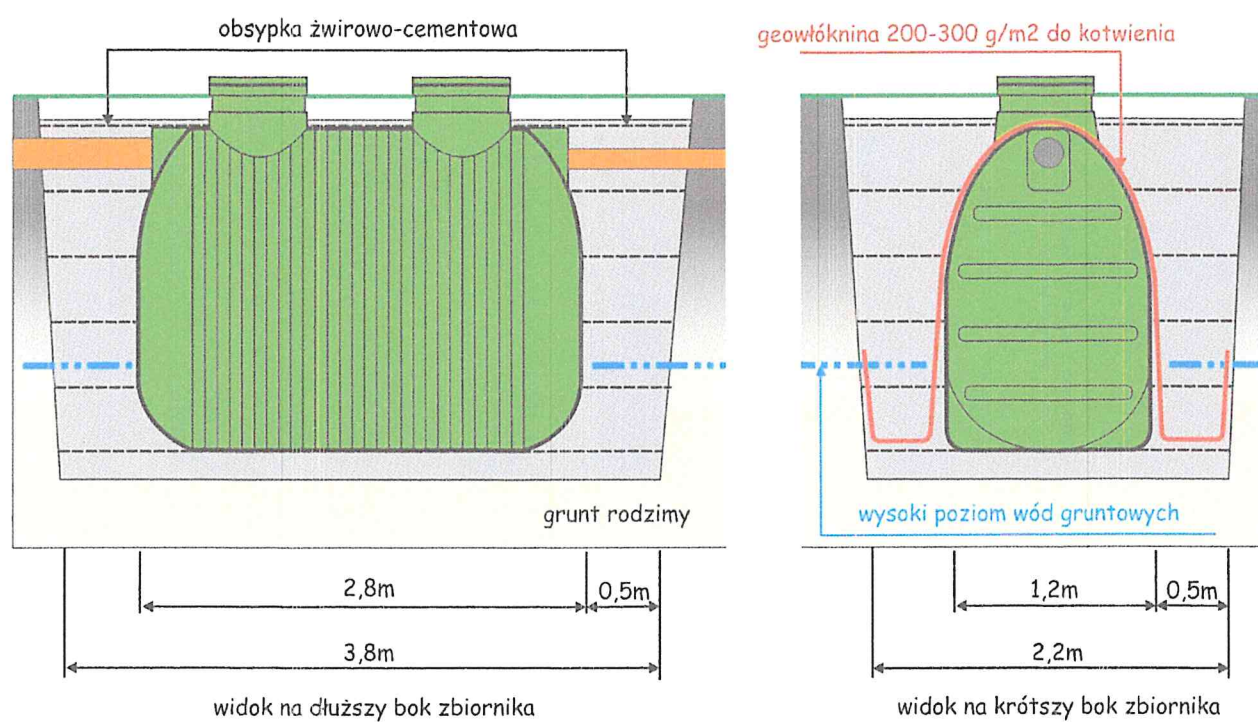 obsypka żwirowo-cementowa
geowłóknina 200-300 g/m2 do kotwienia
grunt rodzimy
wysoki poziom wód gruntowych
2,8m
0,5m
3,8m
1,2m
0,5m
2,2m
widok na dłuższy bok zbiornika
widok na krótszy bok zbiornika